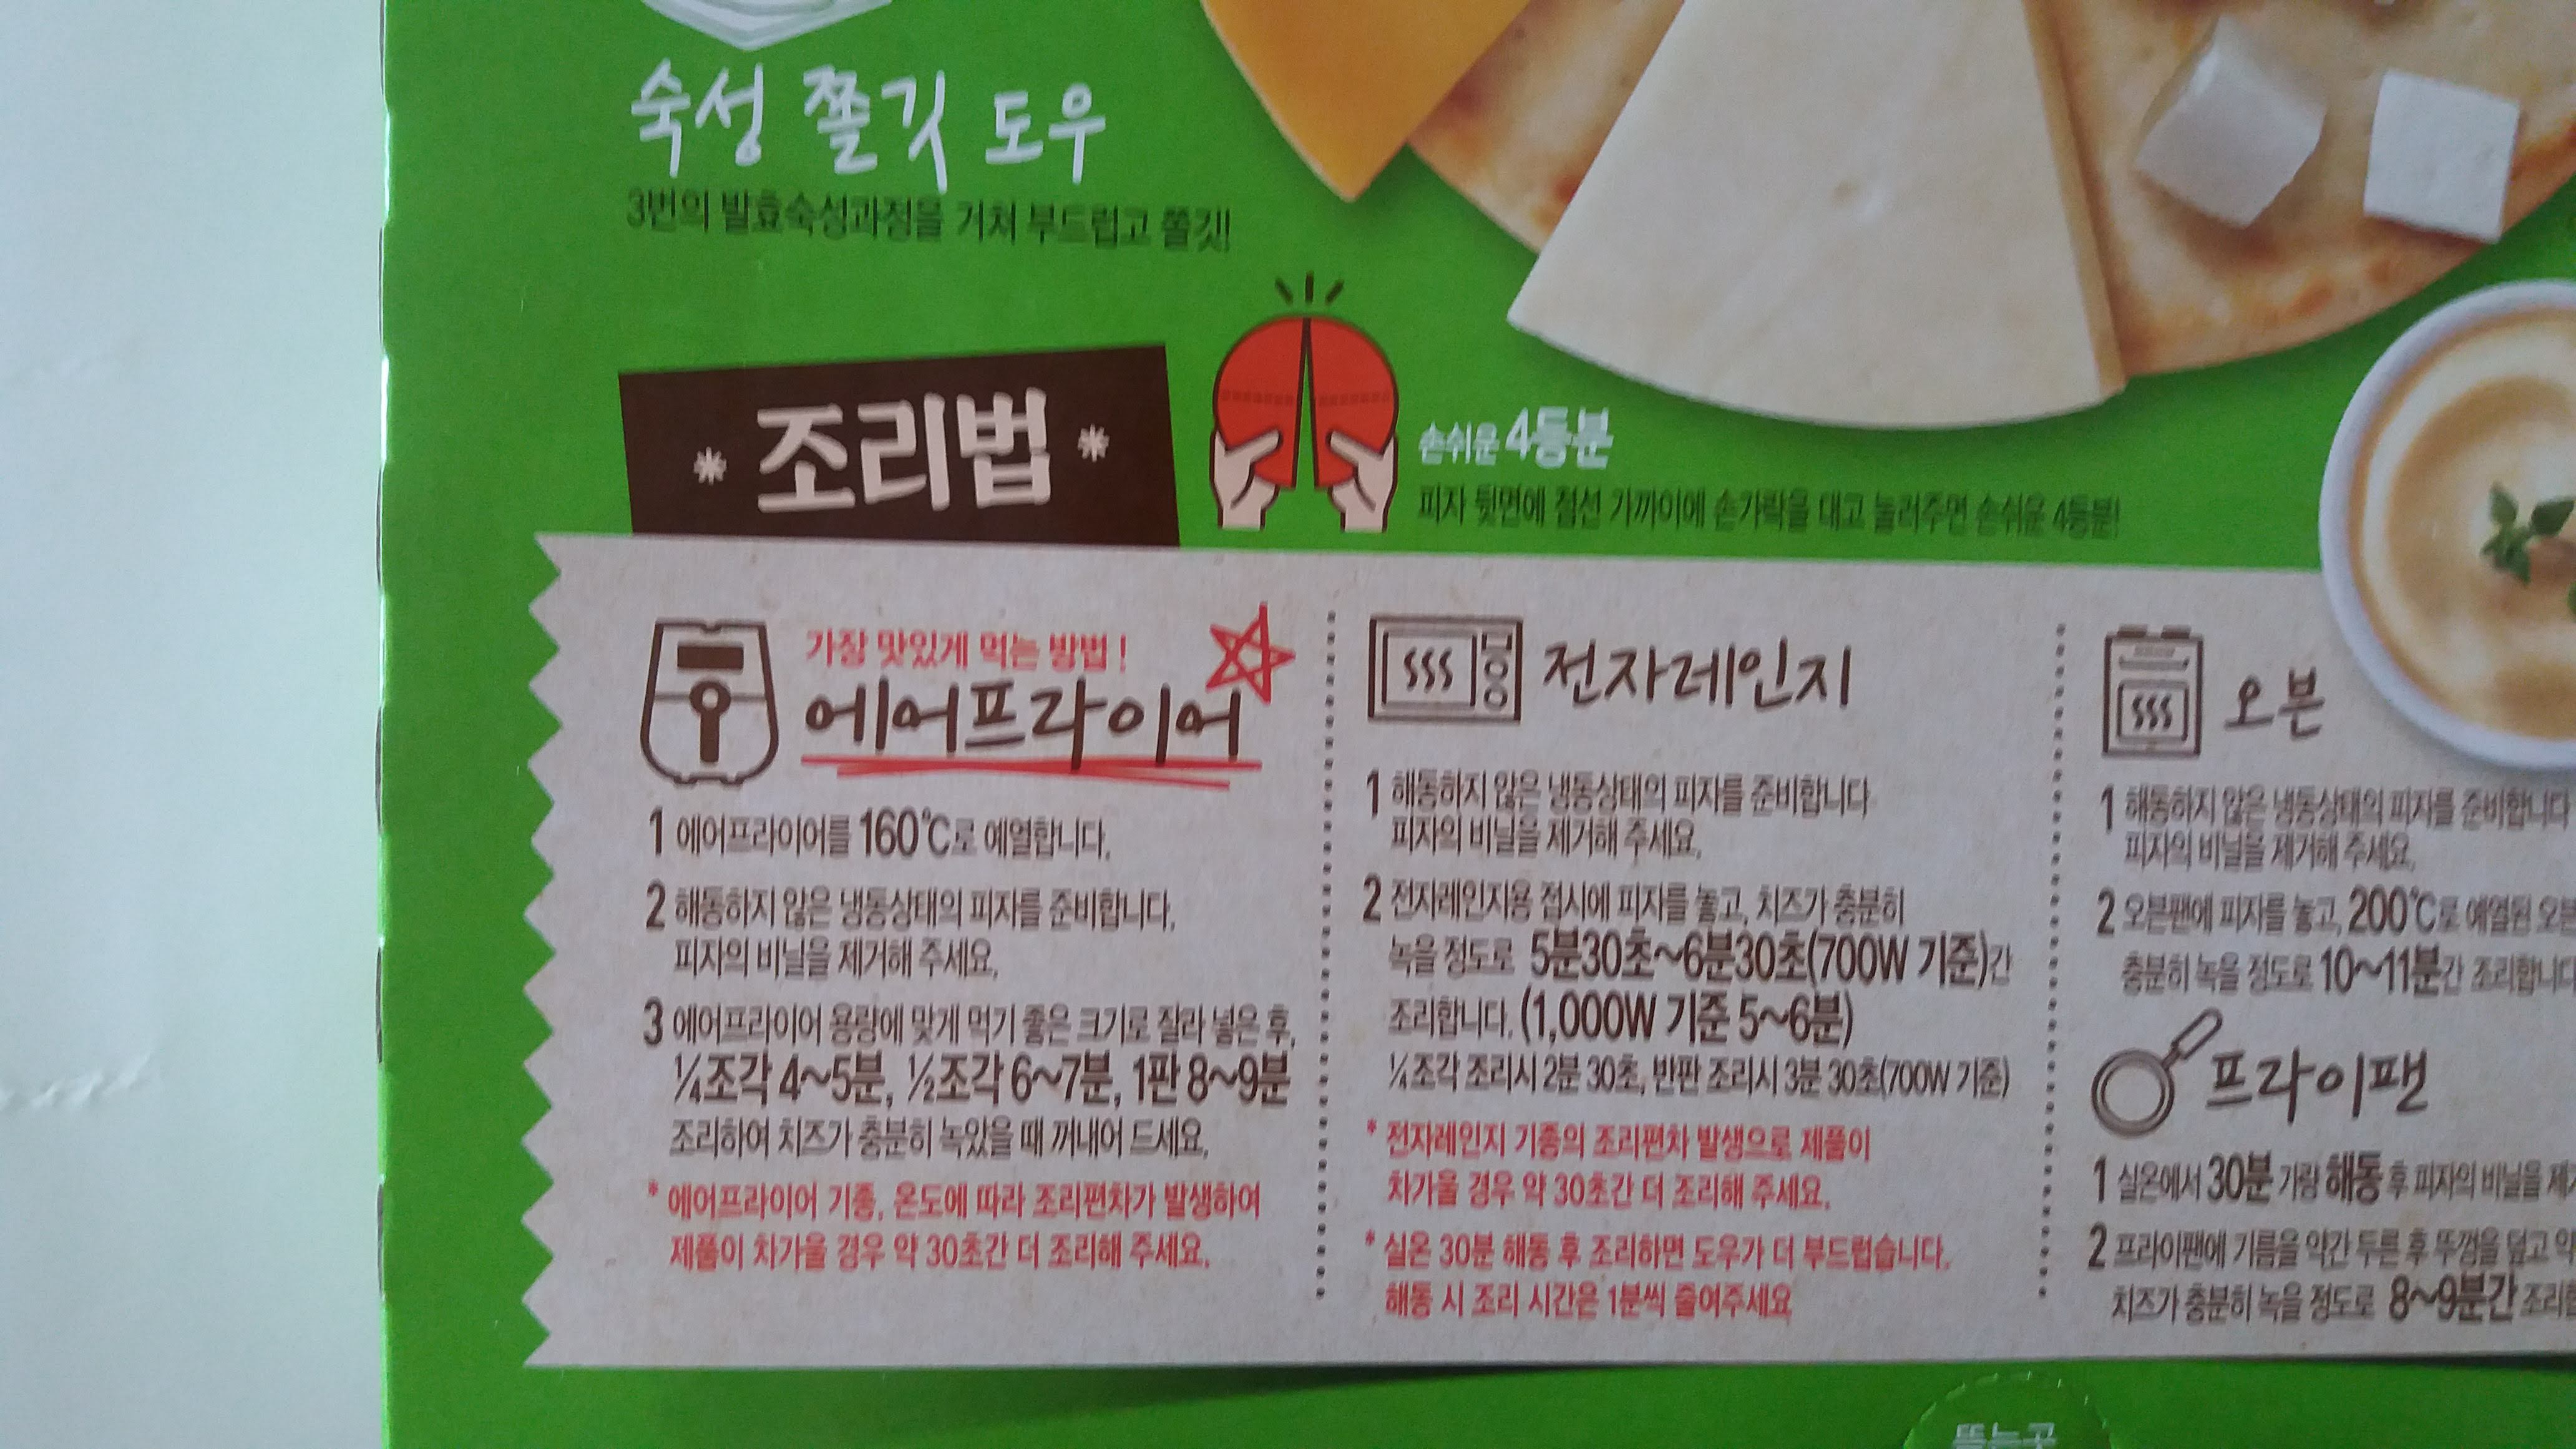 숙성 쫄깃 도우
3번의 발효숙성과정을 거쳐 부드럽고 쫄깃!
* 조리법 *
손쉬운 4등분
피자 뒷면에 절선 가까이에 손가락을 대고 눌러주면 손쉬운 4등분!
가장 맛있게 먹는 방법!
에어프라이어
1 에어프라이어를 160℃로 예열합니다.
2 해동하지 않은 냉동상태의 피자를 준비합니다.
피자의 비닐을 제거해 주세요.
3 에어프라이어 용량에 맞게 먹기 좋은 크기로 잘라 넣은 후,
¼조각 4~5분, ½조각 6~7분, 1판 8~9분
조리하여 치즈가 충분히 녹았을 때 꺼내어 드세요.
* 에어프라이어 기종, 온도에 따라 조리편차가 발생하여
제품이 차가울 경우 약 30초간 더 조리해 주세요.
전자레인지
1 해동하지 않은 냉동상태의 피자를 준비합니다
피자의 비닐을 제거해 주세요.
2 전자레인지용 접시에 피자를 놓고, 치즈가 충분히
녹을 정도로 5분30초~6분30초(700W 기준)간
조리합니다. (1,000W 기준 5~6분)
¼조각 조리시 2분 30초, 반판 조리시 3분 30초(700W 기준)
* 전자레인지 기종의 조리편차 발생으로 제품이
차가울 경우 약 30초간 더 조리해 주세요.
* 실온 30분 해동 후 조리하면 도우가 더 부드럽습니다.
해동 시 조리 시간은 1분씩 줄여주세요
오븐
1 해동하지 않은 냉동상태의 피자를 준비합니다
피자의 비닐을 제거해 주세요.
2 오븐팬에 피자를 놓고, 200℃로 예열된 오븐
충분히 녹을 정도로 10~11분간 조리합니다
프라이팬
1 실온에서 30분 가량 해동 후 피자의 비닐을
2 프라이팬에 기름을 약간 두른 후 뚜껑을 덮고
치즈가 충분히 녹을 정도로 8~9분간